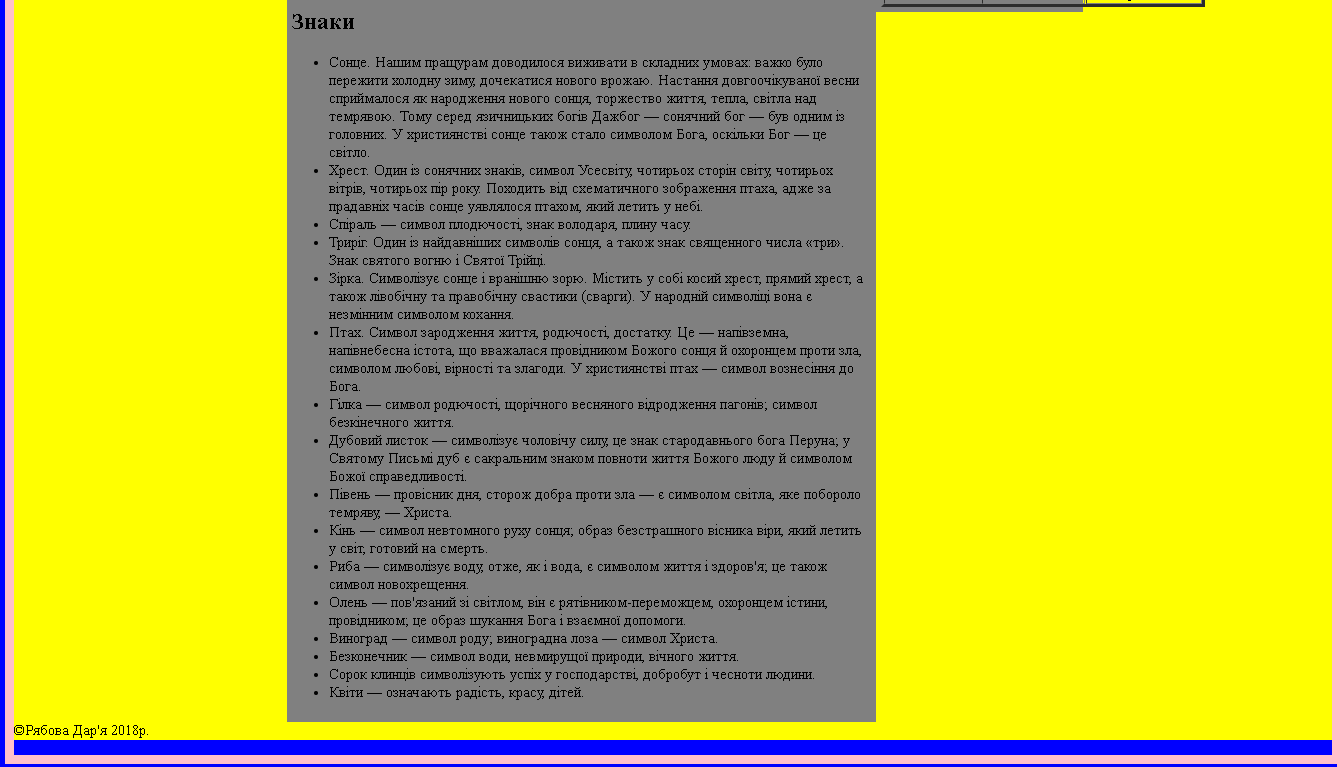 Знаки
Сонце. Нашим пращурам доводилося виживати в складних умовах: важко було
пережити холодну зиму, дочекатися нового врожаю. Настання довгоочікуваної весни
сприймалося як народження нового сонця, торжество життя, тепла, світла над
темрявою. Тому серед язичницьких богів Дажбог — сонячний бог — був одним із
головних. У християнстві сонце також стало символом Бога, оскільки Бог — це
світло.
Хрест. Один із сонячних знаків, символ Усесвіту, чотирьох сторін світу, чотирьох
вітрів, чотирьох пір року. Походить від схематичного зображення птаха, адже за
прадавніх часів сонце уявлялося птахом, який летить у небі.
Спіраль — символ плодючості, знак володаря, плину часу.
Триріг. Один із найдавніших символів сонця, а також знак священного числа «три».
Знак святого вогню і Святої Трійці.
Зірка. Символізує сонце і вранішню зорю. Містить у собі косий хрест, прямий хрест, а
також лівобічну та правобічну свастики (сварги). У народній символіці вона є
незмінним символом кохання.
Птах. Символ зародження життя, родючості, достатку. Це — напівземна,
напівнебесна істота, що вважалася провідником Божого сонця й охоронцем проти зла,
символом любові, вірності та злагоди. У християнстві птах — символ вознесіння до
Бога.
Гілка — символ родючості, щорічного весняного відродження пагонів; символ
безкінечного життя.
Дубовий листок — символізує чоловічу силу, це знак стародавнього бога Перуна; у
Святому Письмі дуб є сакральним знаком повноти життя Божого люду й символом
Божої справедливості.
Півень — провісник дня, сторож добра проти зла — є символом світла, яке побороло
темряву, — Христа.
Кінь — символ невтомного руху сонця; образ безстрашного вісника віри, який летить
у світ, готовий на смерть.
Риба — символізує воду, отже, як і вода, є символом життя і здоров'я; це також
символ новохрещення.
Олень — пов'язаний зі світлом, він є рятівником-переможцем, охоронцем істини,
провідником; це образ шукання Бога і взаємної допомоги.
Виноград — символ роду; виноградна лоза — символ Христа.
Безконечник — символ води, невмирущої природи, вічного життя.
Сорок клинців символізують успіх у господарстві, добробут і чесноти людини.
Квіти — означають радість, красу, дітей.
©Рябова Дар'я 2018р.